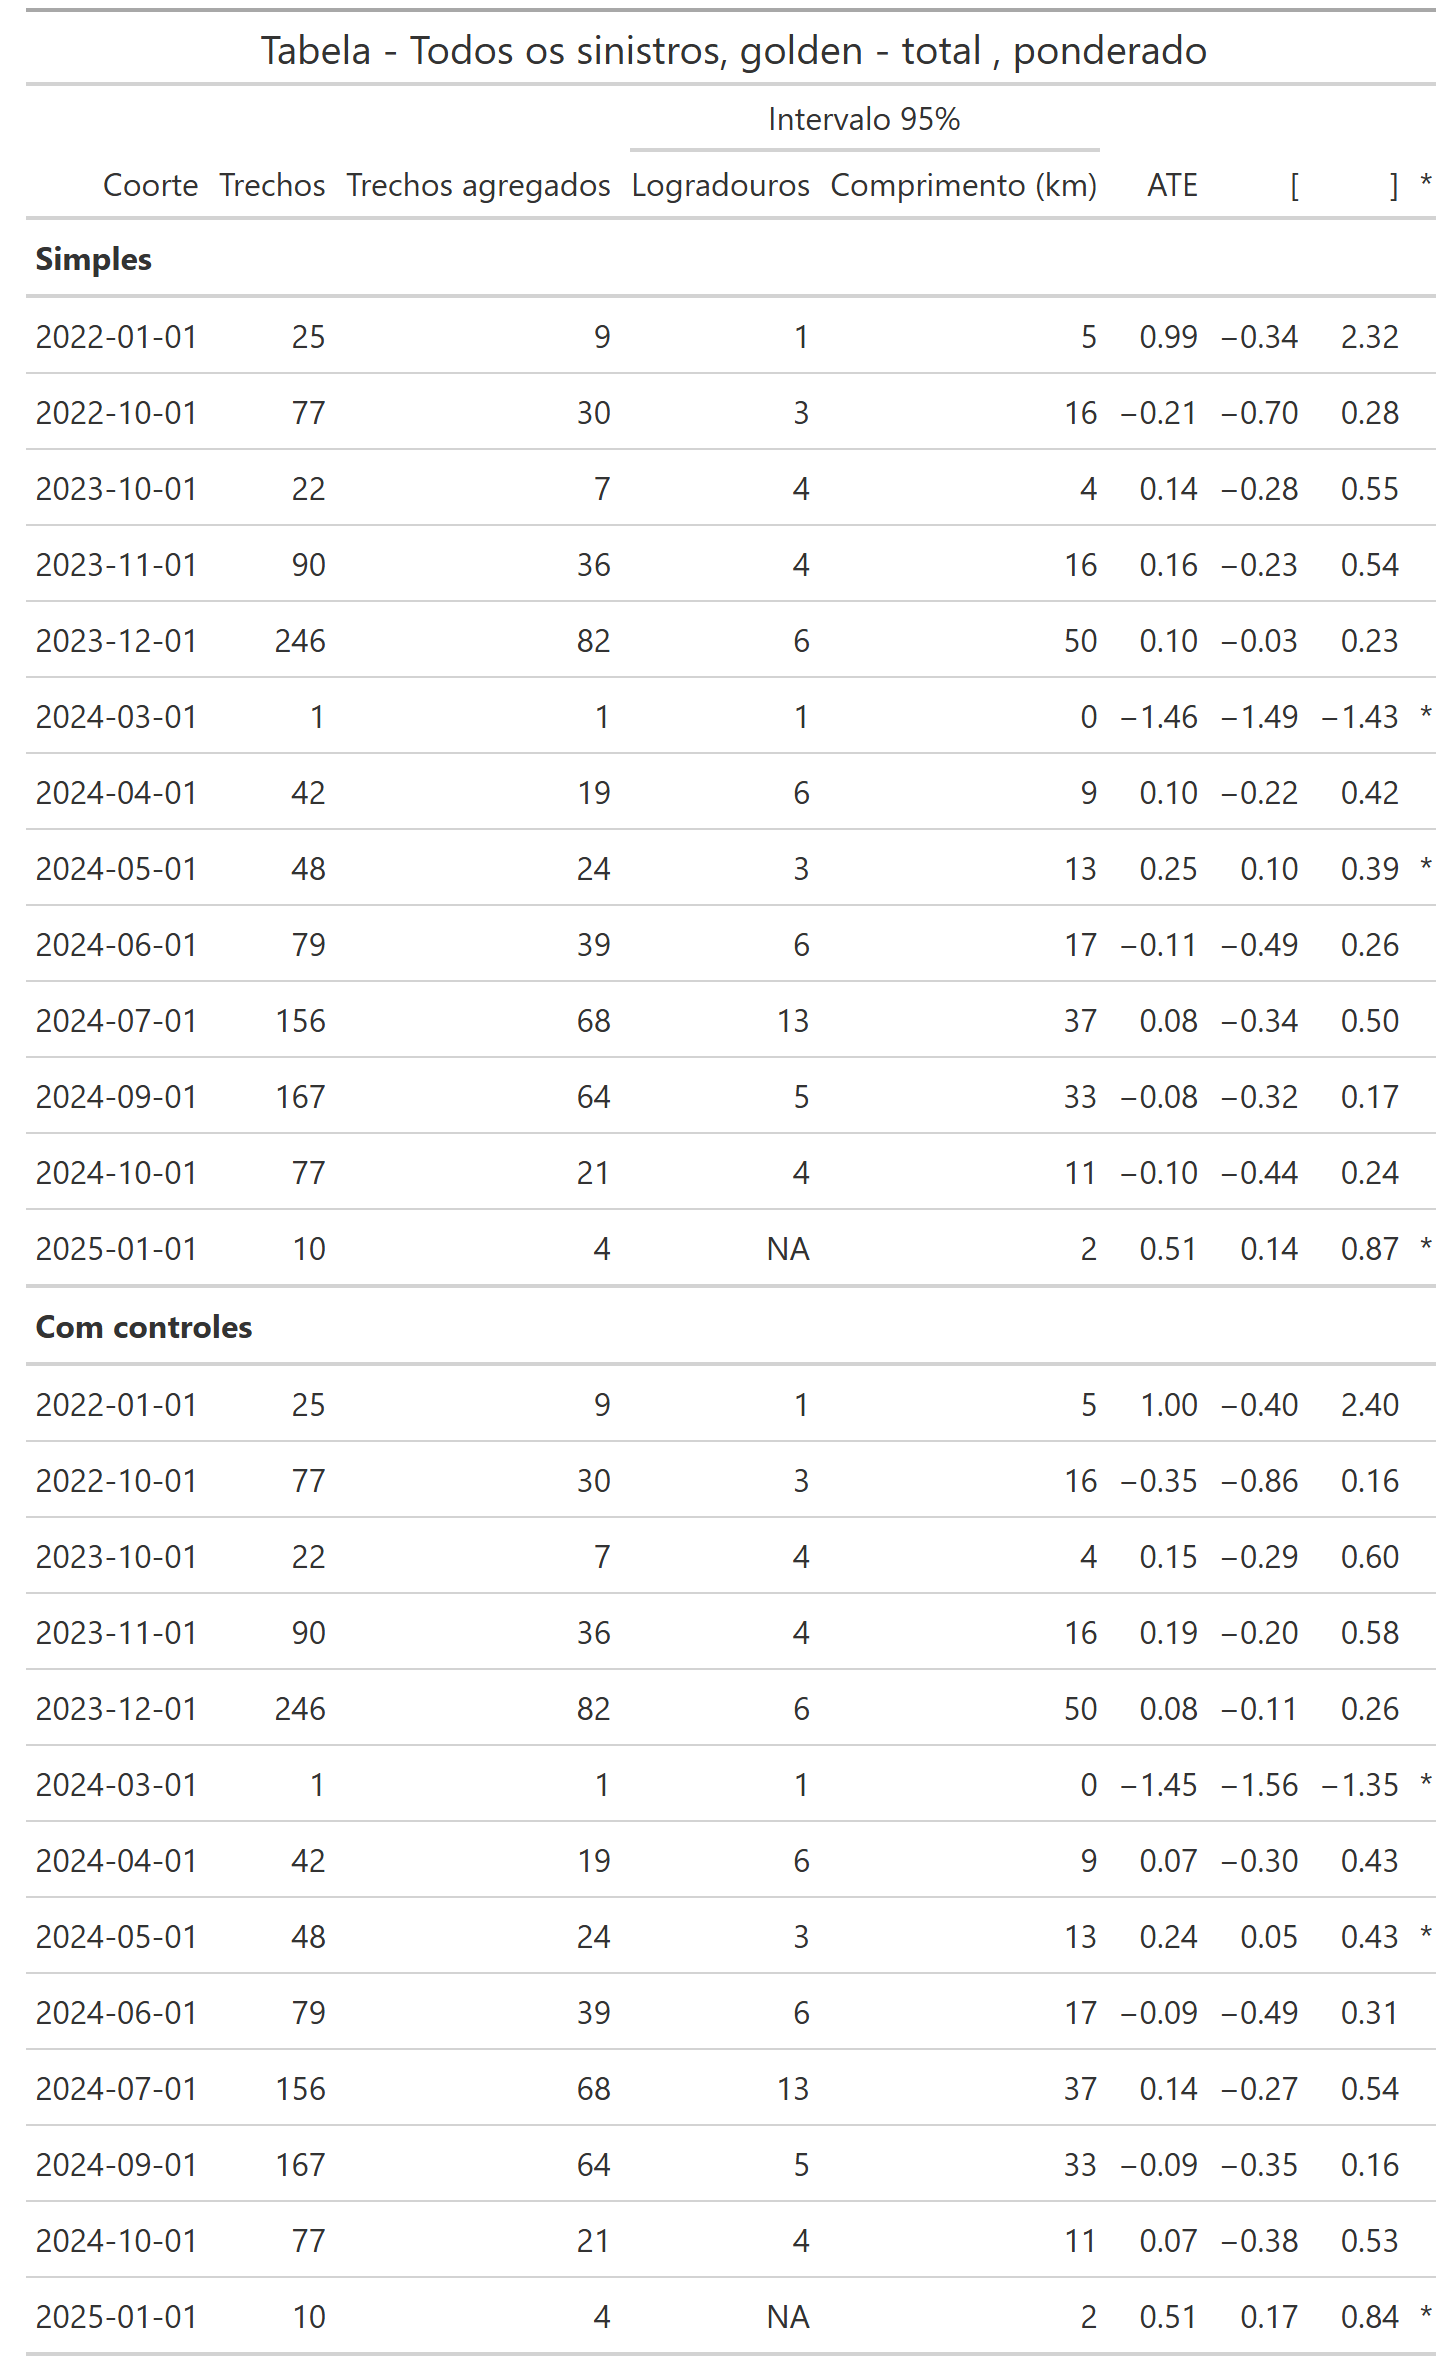 Tabela - Todos os sinistros, golden - total , ponderado
Intervalo 95%
Coorte Trechos Trechos agregados Logradouros Comprimento (km) ATE [ ] *
Simples
2022-01-01 25 9 1 5 0.99 −0.34 2.32
2022-10-01 77 30 3 16 −0.21 −0.70 0.28
2023-10-01 22 7 4 4 0.14 −0.28 0.55
2023-11-01 90 36 4 16 0.16 −0.23 0.54
2023-12-01 246 82 6 50 0.10 −0.03 0.23
2024-03-01 1 1 1 0 −1.46 −1.49 −1.43 *
2024-04-01 42 19 6 9 0.10 −0.22 0.42
2024-05-01 48 24 3 13 0.25 0.10 0.39 *
2024-06-01 79 39 6 17 −0.11 −0.49 0.26
2024-07-01 156 68 13 37 0.08 −0.34 0.50
2024-09-01 167 64 5 33 −0.08 −0.32 0.17
2024-10-01 77 21 4 11 −0.10 −0.44 0.24
2025-01-01 10 4 NA 2 0.51 0.14 0.87 *
Com controles
2022-01-01 25 9 1 5 1.00 −0.40 2.40
2022-10-01 77 30 3 16 −0.35 −0.86 0.16
2023-10-01 22 7 4 4 0.15 −0.29 0.60
2023-11-01 90 36 4 16 0.19 −0.20 0.58
2023-12-01 246 82 6 50 0.08 −0.11 0.26
2024-03-01 1 1 1 0 −1.45 −1.56 −1.35 *
2024-04-01 42 19 6 9 0.07 −0.30 0.43
2024-05-01 48 24 3 13 0.24 0.05 0.43 *
2024-06-01 79 39 6 17 −0.09 −0.49 0.31
2024-07-01 156 68 13 37 0.14 −0.27 0.54
2024-09-01 167 64 5 33 −0.09 −0.35 0.16
2024-10-01 77 21 4 11 0.07 −0.38 0.53
2025-01-01 10 4 NA 2 0.51 0.17 0.84 *